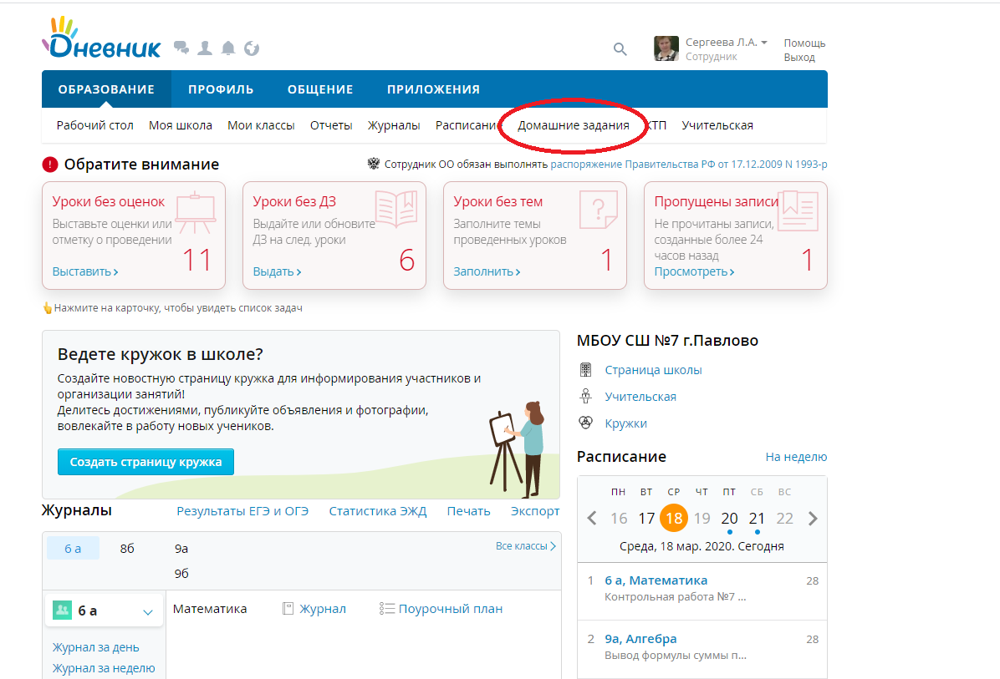 Дневник
Сергеева Л.А.
Сотрудник
Помощь
Выход
ОБРАЗОВАНИЕ ПРОФИЛЬ ОБЩЕНИЕ ПРИЛОЖЕНИЯ
Рабочий стол Моя школа Мои классы Отчеты Журналы Расписание Домашние задания КТП Учительская
! Обратите внимание
Сотрудник ОО обязан выполнять распоряжение Правительства РФ от 17.12.2009 N 1993-р
Уроки без оценок
Выставьте оценки или
отметку о проведении
11
Выставить
Уроки без ДЗ
Выдайте или обновите
ДЗ на след. уроки
6
Выдать
Уроки без тем
Заполните темы
проведенных уроков
1
Заполнить
Пропущены записи
Не прочитаны записи,
созданные более 24
часов назад
1
Просмотреть
Нажмите на карточку, чтобы увидеть список задач
Ведете кружок в школе?
Создайте новостную страницу кружка для информирования участников и
организации занятий!
Делитесь достижениями, публикуйте объявления и фотографии,
вовлекайте в работу новых учеников.
Создать страницу кружка
МБОУ СШ №7 г.Павлово
Страница школы
Учительская
Кружки
Расписание На неделю
ПН ВТ СР ЧТ ПТ СБ ВС
16 17 18 19 20 21 22
Среда, 18 мар. 2020. Сегодня
1 6 а, Математика 28
Контрольная работа №7 ...
2 9а, Алгебра 28
Вывод формулы суммы п...
Журналы Результаты ЕГЭ и ОГЭ Статистика ЭЖД Печать Экспорт
6 а 8б 9а Все классы
9б
6 а
Математика Журнал Поурочный план
Журнал за день
Журнал за неделю